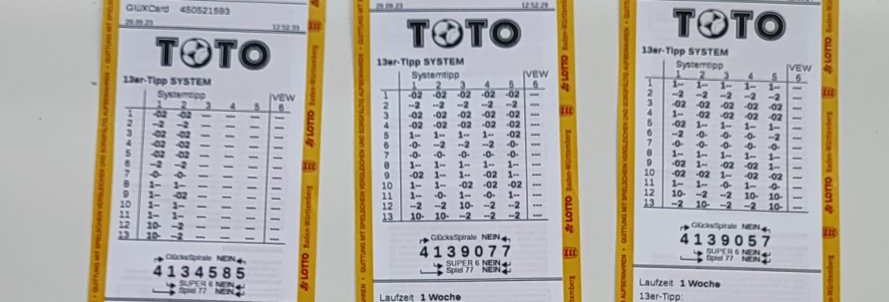 GlüXCard 450521593
29.09.23 12:52:33
TOTO
13er-Tipp SYSTEM
Systemtipp VEW
1 2 3 4 5 6
1 -02 -02 --- --- --- ---
2 --2 --2 --- --- --- ---
3 -02 -02 --- --- --- ---
4 -02 -02 --- --- --- ---
5 -02 -02 --- --- --- ---
6 --2 --2 --- --- --- ---
7 -0- -0- --- --- --- ---
8 1-- 1-- --- --- --- ---
9 1-- -02 --- --- --- ---
10 1-- 1-- --- --- --- ---
11 1-- 1-- --- --- --- ---
12 10- --2 --- --- --- ---
13 10- --2 --- --- --- ---
GlücksSpirale NEIN
4134585
SUPER 6 NEIN
Spiel 77 NEIN
LOTTO
Baden-Württemberg
12:52:29
TOTO
13er-Tipp SYSTEM
Systemtipp VEW
1 2 3 4 5 6
1 -02 -02 -02 -02 -02 ---
2 --2 --2 --2 --2 --2 ---
3 -02 -02 -02 -02 -02 ---
4 -02 -02 -02 -02 -02 ---
5 1-- 1-- 1-- 1-- -02 ---
6 -0- --2 --2 -0- -0- ---
7 -0- -0- -0- -0- -0- ---
8 1-- 1-- 1-- 1-- 1-- ---
9 -02 1-- 1-- -02 1-- ---
10 1-- 1-- -02 -02 -02 ---
11 1-- -0- 1-- -0- 1-- ---
12 --2 --2 10- --2 --2 ---
13 10- 10- --2 --2 --2 ---
GlücksSpirale NEIN
4139077
SUPER 6 NEIN
Spiel 77 NEIN
Laufzeit 1 Woche
LOTTO
Baden-Württemberg
TOTO
13er-Tipp SYSTEM
Systemtipp VEW
1 2 3 4 5 6
1 1-- 1-- 1-- 1-- 1-- ---
2 --2 --2 --2 --2 --2 ---
3 -02 -02 -02 -02 -02 ---
4 1-- -02 -02 -02 -02 ---
5 -02 1-- 1-- 1-- 1-- ---
6 --2 -0- -0- --2 --2 ---
7 -0- -0- -0- -0- -0- ---
8 1-- 1-- 1-- 1-- 1-- ---
9 -02 1-- -02 -02 1-- ---
10 1-- -02 1-- 1-- -02 ---
11 1-- 1-- -0- 1-- -0- ---
12 10- --2 --2 10- 10- ---
13 --2 10- --2 --2 10- ---
GlücksSpirale NEIN
4139057
SUPER 6 NEIN
Spiel 77 NEIN
Laufzeit 1 Woche
13er-Tipp:
LOTTO
Baden-Württemberg